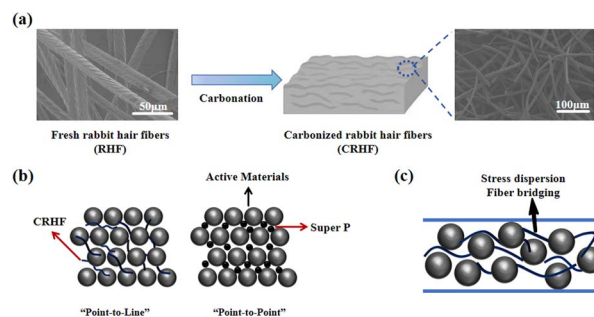 (a)
50μm
Carbonation
100μm
Fresh rabbit hair fibers
(RHF)
Carbonized rabbit hair fibers
(CRHF)
(b)
Active Materials
CRHF
Super P
"Point-to-Line"
"Point-to-Point"
(c)
Stress dispersion
Fiber bridging